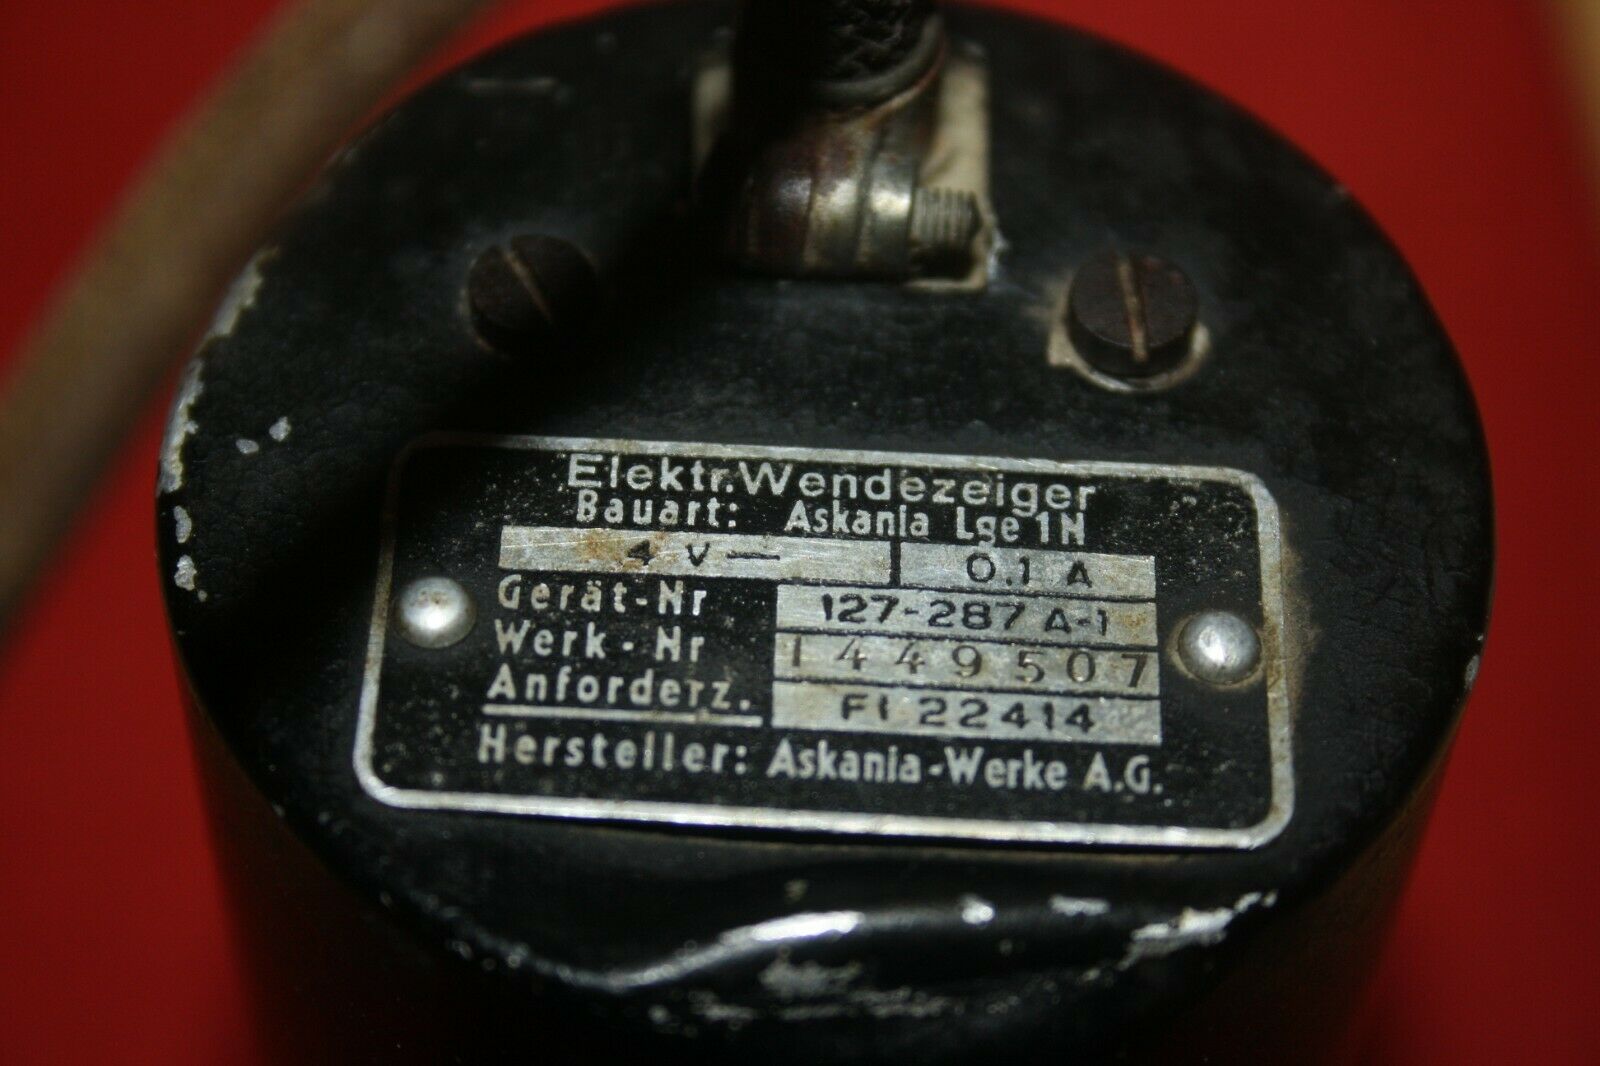 Elektr. Wendezeiger
Bauart: Askania Lge 1N
4 V — 0,1 A
Gerät-Nr 127-287 A-1
Werk-Nr 1449507
Anforderz. Fl 22414
Hersteller: Askania-Werke A.G.